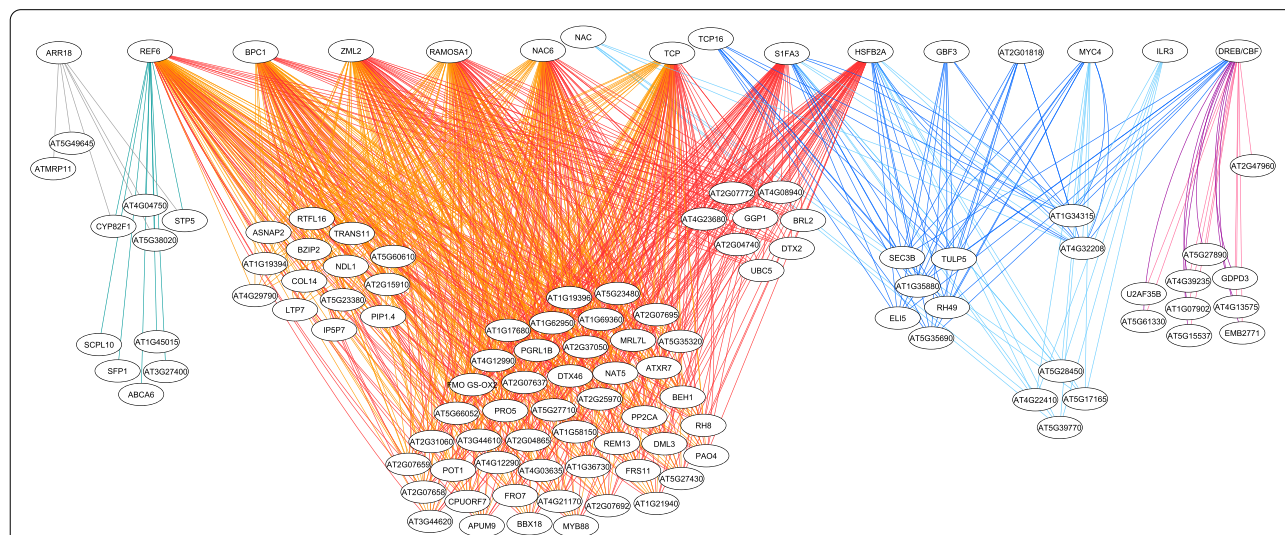 NAC
TCP16
ARR18
REF6
BPC1
ZML2
RAMOSA1
NAC6
TCP
S1FA3
HSFB2A
GBF3
AT2G01818
MYC4
ILR3
DREB/CBF
AT5G49645
ATMRP11
AT2G47960
AT4G04750
STP5
CYP82F1
AT5G38020
AT2G07772
AT4G08940
AT4G23680
GGP1
BRL2
AT2G04740
DTX2
UBC5
AT1G34315
AT4G32208
RTFL16
ASNAP2
TRANS11
BZIP2
AT5G60610
AT1G19394
NDL1
COL14
AT2G15910
AT4G29790
AT5G23380
LTP7
PIP1.4
IP5P7
SEC3B
TULP5
AT1G35880
RH49
ELI5
AT5G35690
AT5G27890
AT4G39235
GDPD3
U2AF35B
AT1G07902
AT4G13575
AT5G61330
AT5G15537
EMB2771
SCPL10
AT1G45015
SFP1
AT3G27400
ABCA6
AT1G19396
AT5G23480
AT2G07695
AT1G62950
AT1G69360
AT1G17680
AT5G35320
MRL7L
PGRL1B
AT2G37050
AT4G12990
ATXR7
NAT5
DTX46
FMO GS-OX2
AT2G07637
AT2G25970
BEH1
AT5G66052
PRO5
AT5G27710
PP2CA
RH8
AT2G31060
AT3G44610
AT2G04865
AT1G58150
REM13
DML3
PAO4
AT2G07659
POT1
AT4G12290
AT4G03635
AT1G36730
FRS11
AT5G27430
AT2G07658
CPUORF7
FRO7
AT4G21170
AT2G07692
AT1G21940
AT3G44620
APUM9
BBX18
MYB88
AT5G28450
AT4G22410
AT5G17165
AT5G39770